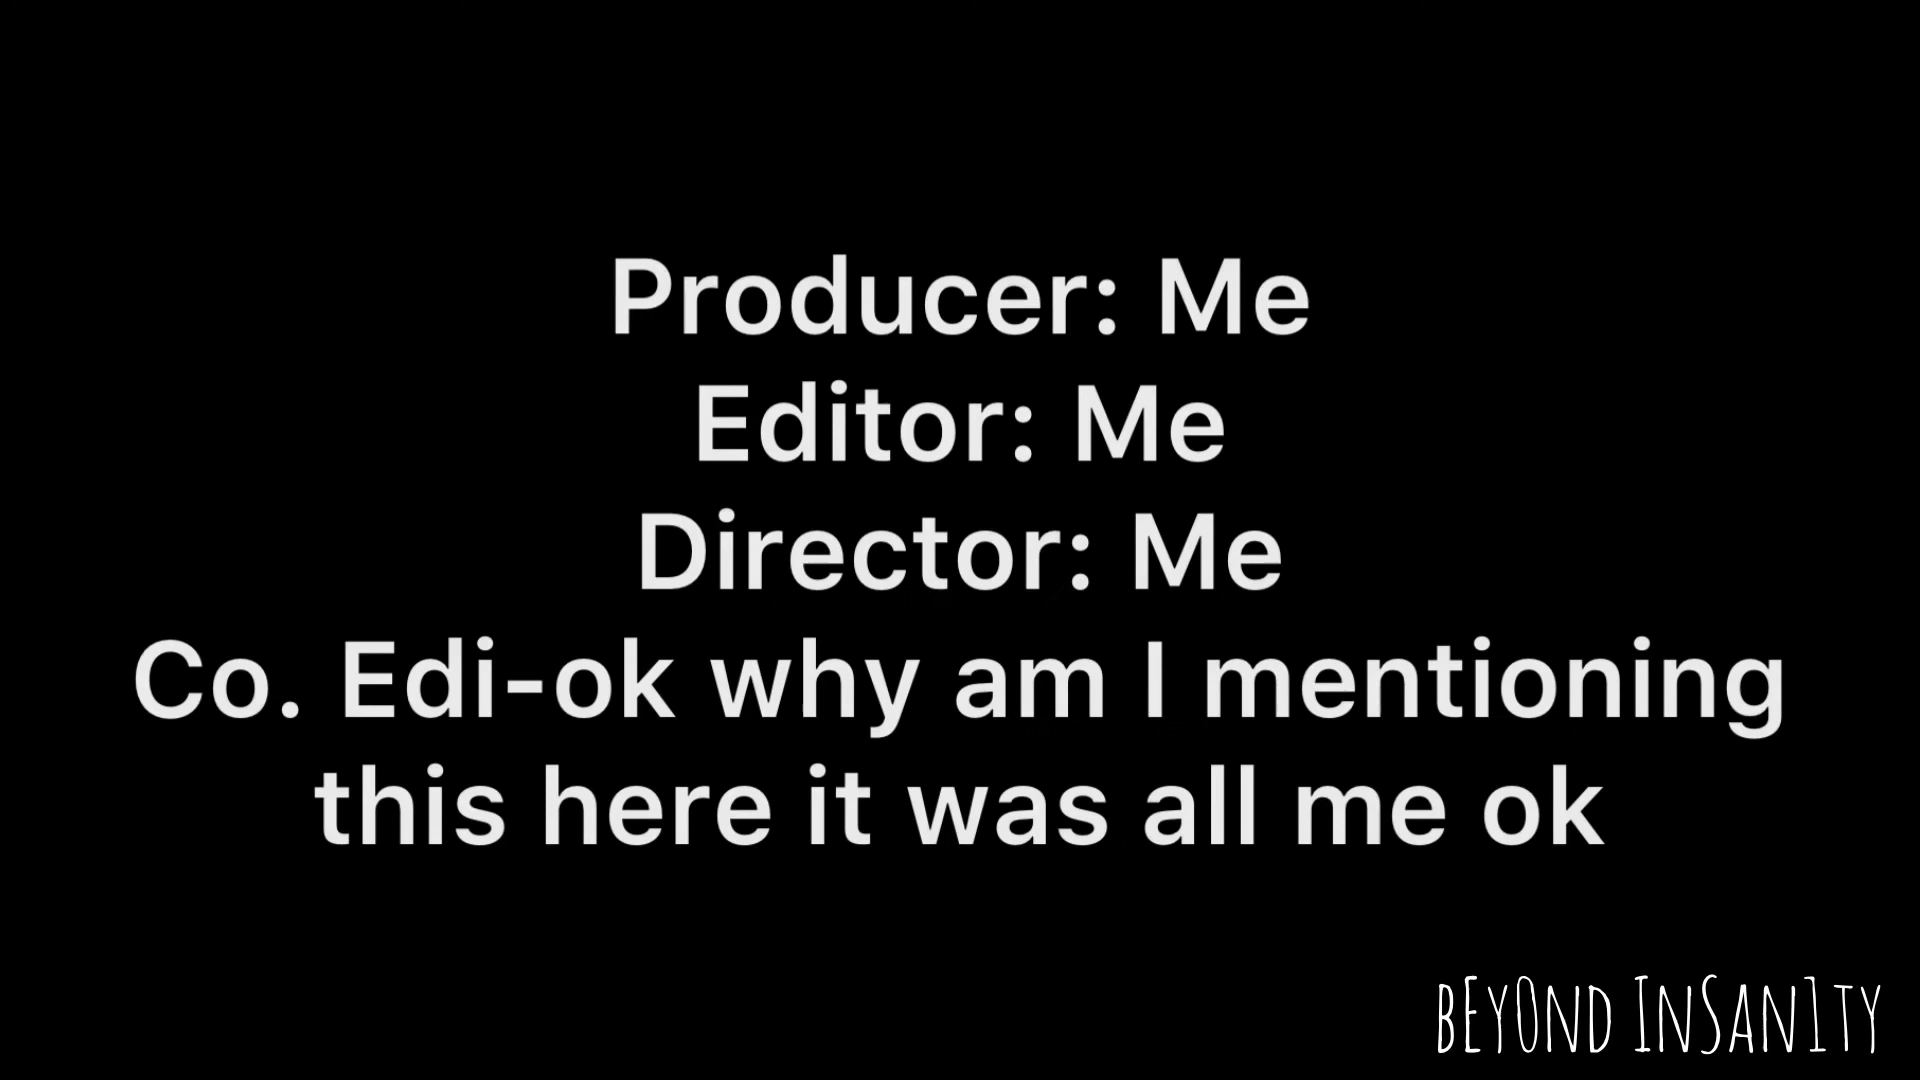 Producer: Me
Editor: Me
Director: Me
Co. Edi-ok why am I mentioning
this here it was all me ok
bEYOND InSAN1TY